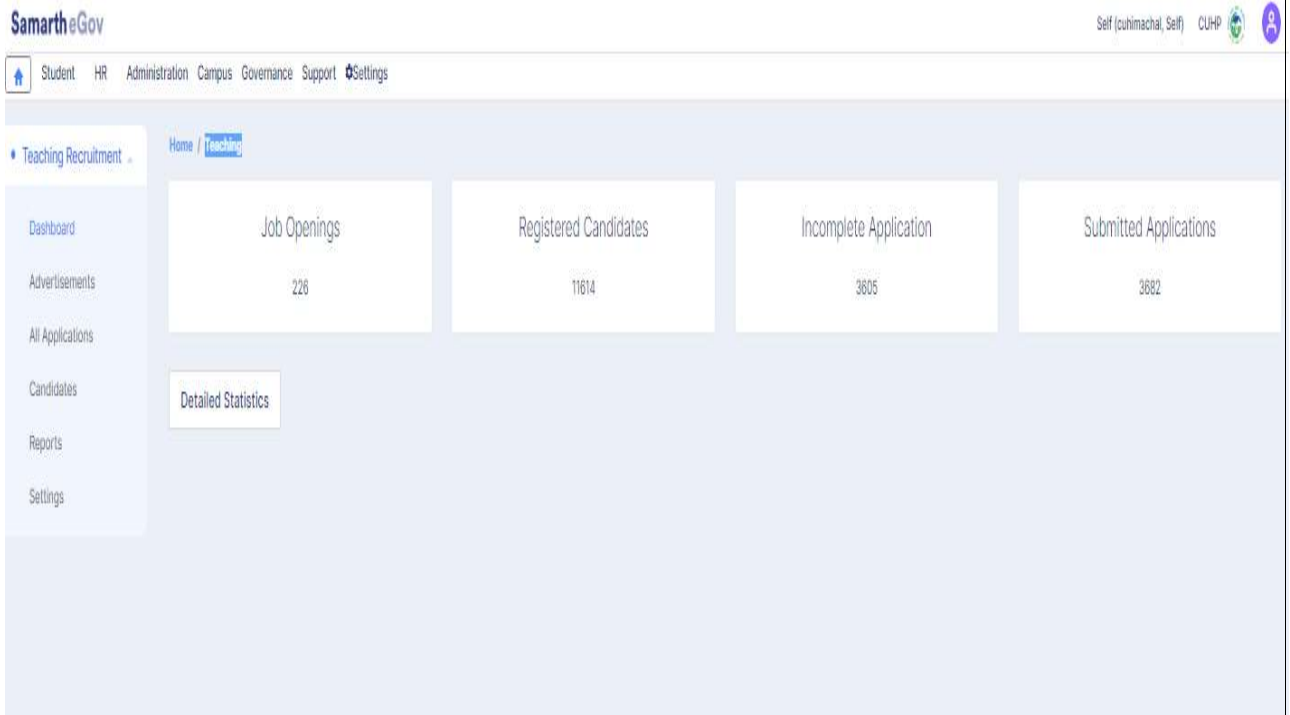 Samarth eGov
Self (cuhimachal, Self) CUHP
Student HR Administration Campus Governance Support Settings
Teaching Recruitment
Dashboard
Advertisements
All Applications
Candidates
Reports
Settings
Home / Teaching
Job Openings
226
Registered Candidates
11614
Incomplete Application
3605
Submitted Applications
3682
Detailed Statistics